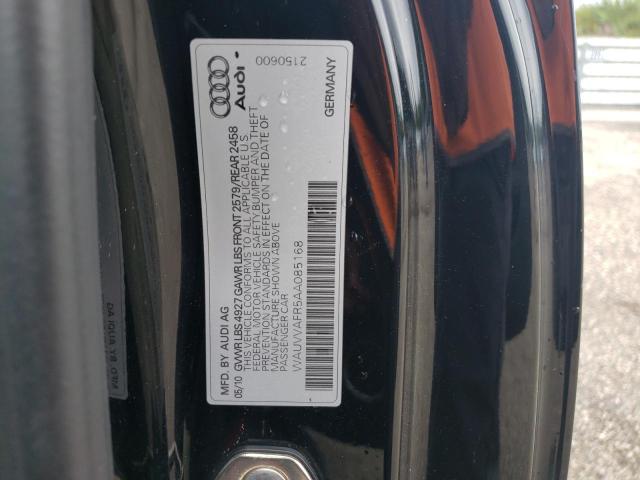 MFD. BY AUDI AG
05/10 GVWR LBS 4927 GAWR LBS FRONT 2579/REAR 2458
THIS VEHICLE CONFORMS TO ALL APPLICABLE U.S.
FEDERAL MOTOR VEHICLE SAFETY BUMPER AND THEFT
PREVENTION STANDARDS IN EFFECT ON THE DATE OF
MANUFACTURE SHOWN ABOVE
PASSENGER CAR
WAUVVAFR5AA085168
Audi
2150600
GERMANY